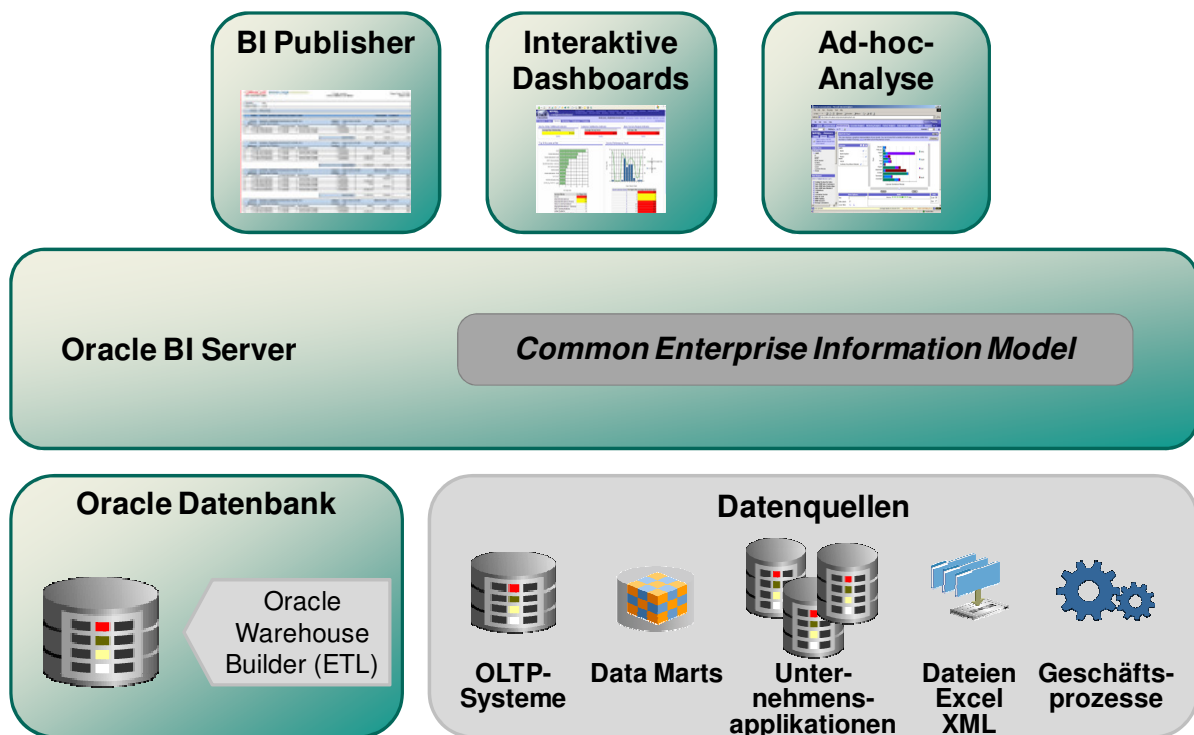 BI Publisher
Interaktive
Dashboards
Ad-hoc-
Analyse
Oracle BI Server
Common Enterprise Information Model
Oracle Datenbank
Oracle
Warehouse
Builder (ETL)
Datenquellen
OLTP-
Systeme
Data Marts
Unter-
nehmens-
applikationen
Dateien
Excel
XML
Geschäfts-
prozesse